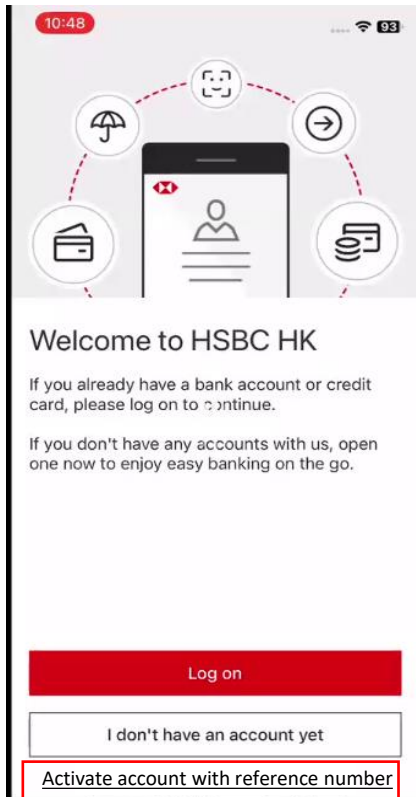 10:48
93
Welcome to HSBC HK
If you already have a bank account or credit
card, please log on to continue.
If you don't have any accounts with us, open
one now to enjoy easy banking on the go.
Log on
I don't have an account yet
Activate account with reference number